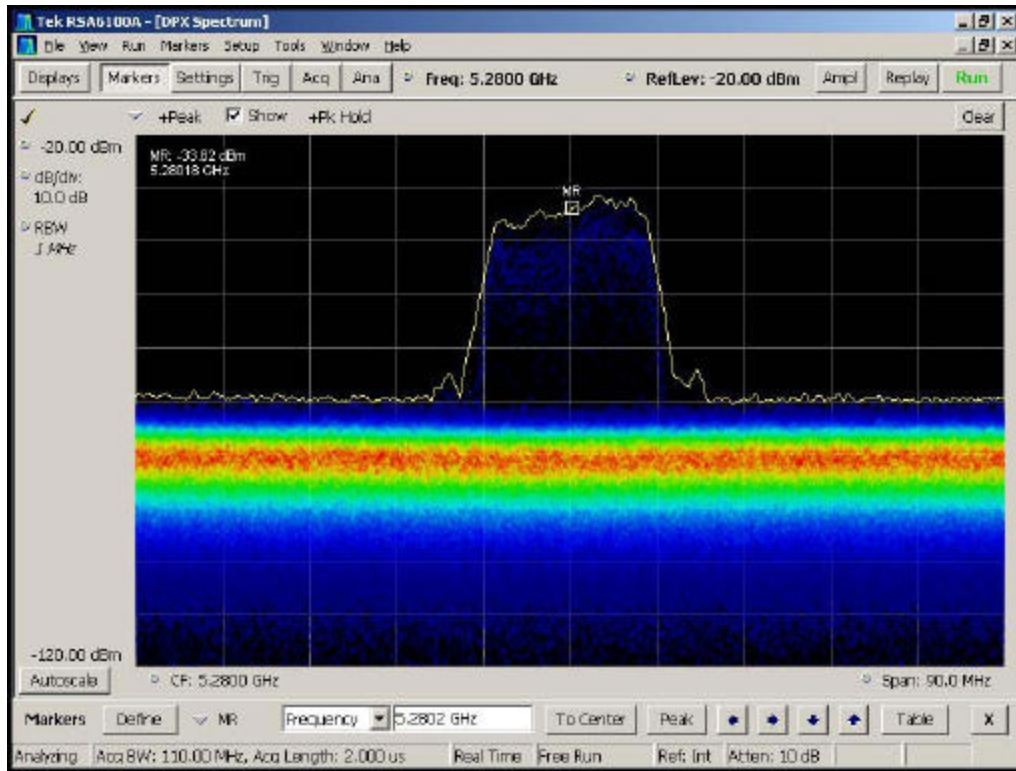 Tek RSA6100A - [DPX Spectrum]
File View Run Markers Setup Tools Window Help
Displays Markers Settings Trig Acq Ana Freq: 5.2800 GHz RefLev: -20.00 dBm Ampl Replay Run
+Peak Show +Pk Hold Clear
-20.00 dBm
MR: -33.82 dBm
5.28018 GHz
dB/div:
10.0 dB
MR
RBW
1 MHz
-120.00 dBm
Autoscale CF: 5.2800 GHz Span: 90.0 MHz
Markers Define MR Frequency 5.2802 GHz To Center Peak Table X
Analyzing Acq BW: 110.00 MHz, Acq Length: 2.000 us Real Time Free Run Ref: Int Atten: 10 dB